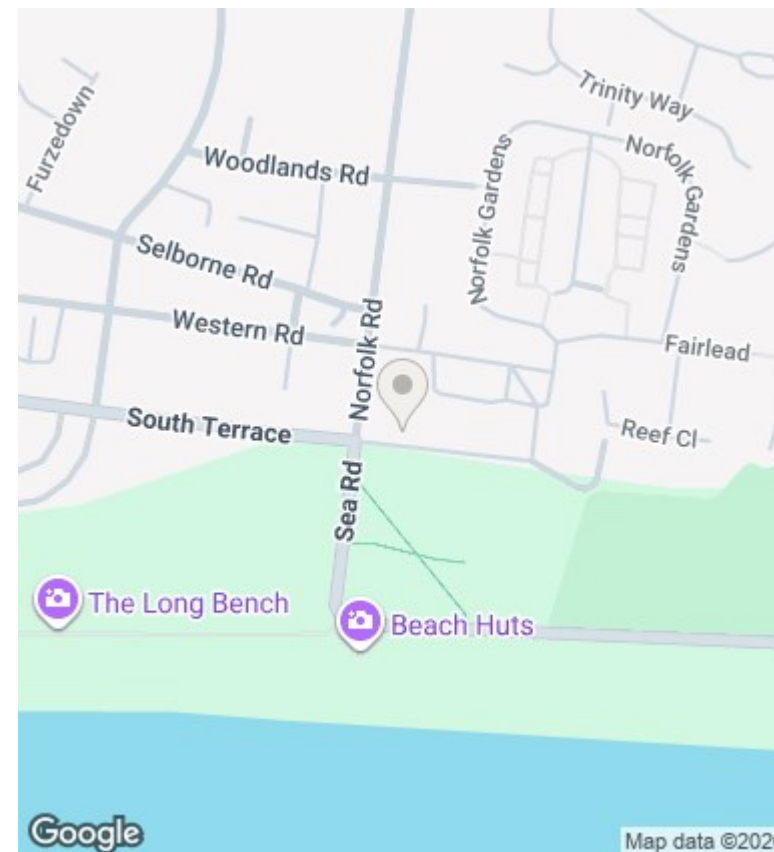 Trinity Way
Furzedown
Woodlands Rd
Norfolk Gardens
Norfolk Gardens
Selborne Rd
Western Rd
Norfolk Rd
Fairlead
South Terrace
Reef Cl
Sea Rd
The Long Bench
Beach Huts
Google
Map data ©202